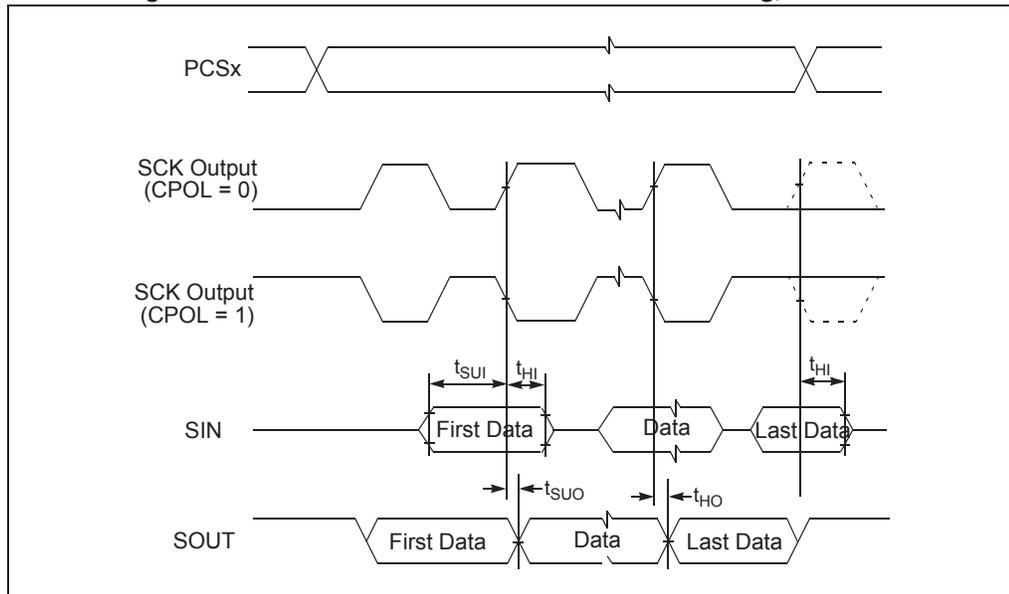 PCSx
SCK Output
(CPOL = 0)
SCK Output
(CPOL = 1)
tSUI
tHI
tHI
SIN
First Data
Data
Last Data
tSUO
tHO
SOUT
First Data
Data
Last Data